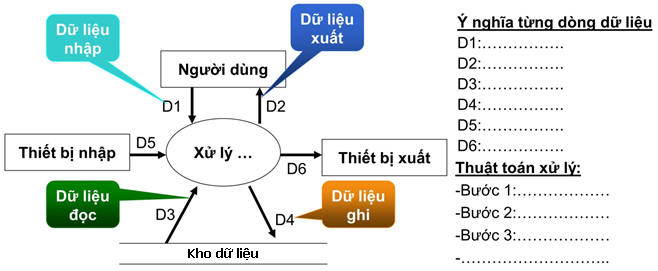 Dữ liệu
nhập
Dữ liệu
xuất
Người dùng
D1
D2
Thiết bị nhập
D5
Xử lý ...
D6
Thiết bị xuất
Dữ liệu
đọc
D3
D4
Dữ liệu
ghi
Kho dữ liệu
Ý nghĩa từng dòng dữ liệu
D1:................
D2:................
D3:................
D4:................
D5:................
D6:................
Thuật toán xử lý:
-Bước 1:..................
-Bước 2:..................
-Bước 3:..................
-.............................